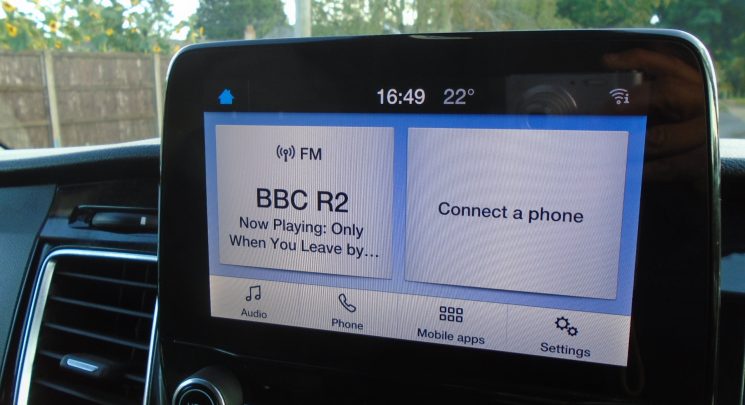 16:49 22°
FM
BBC R2
Now Playing: Only
When You Leave by...
Connect a phone
Audio
Phone
Mobile apps
Settings